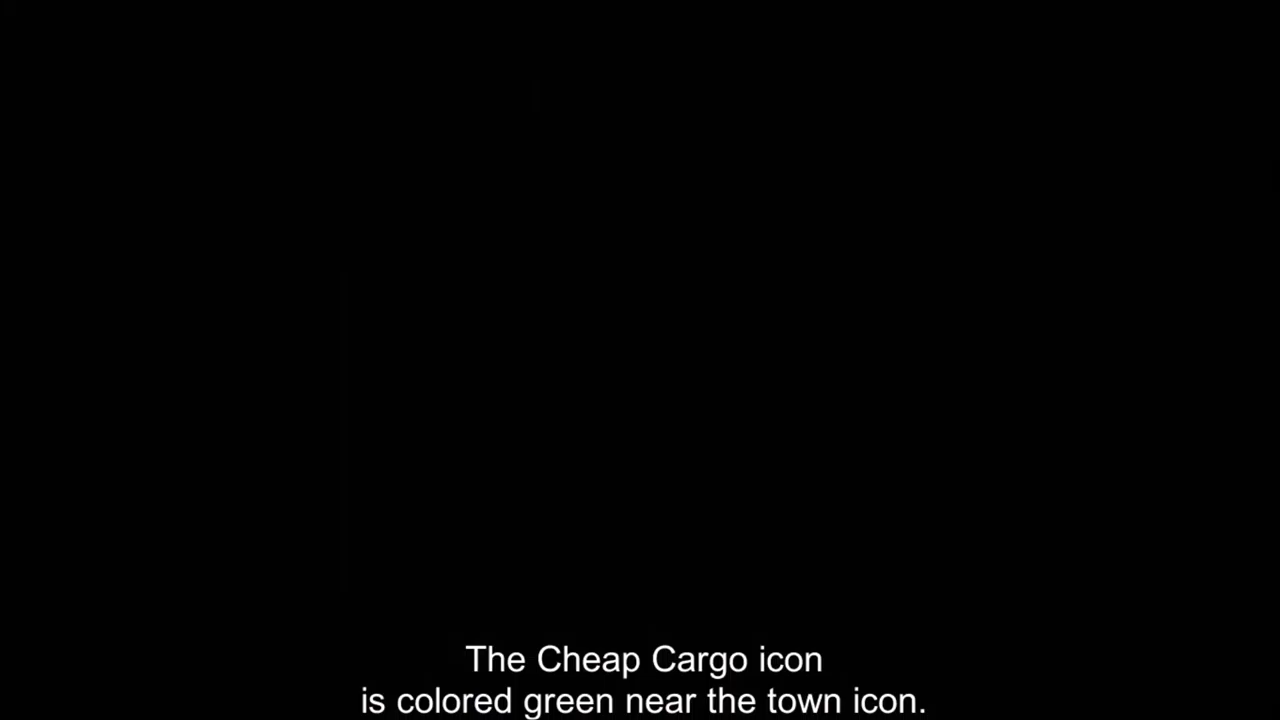 The Cheap Cargo icon
is colored green near the town icon.